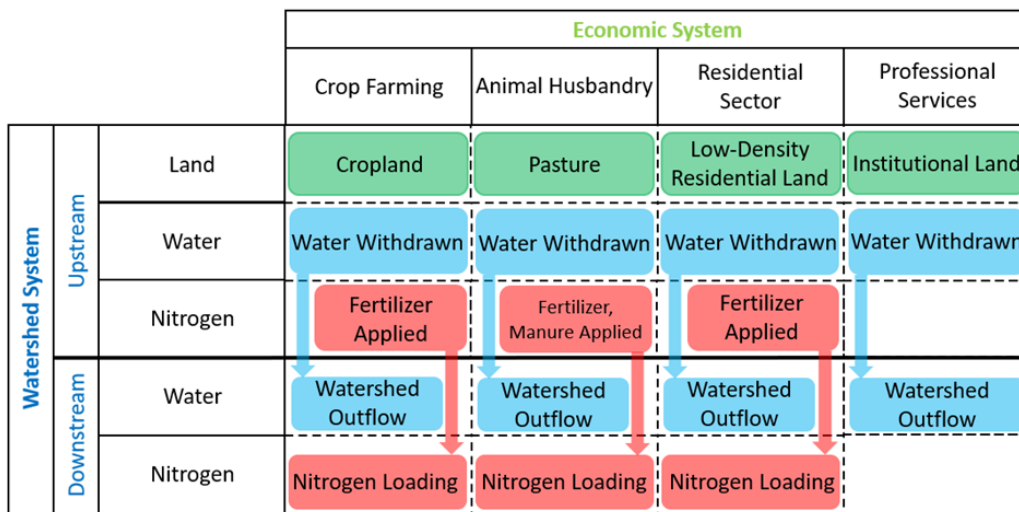 Economic System
Crop Farming
Animal Husbandry
Residential
Sector
Professional
Services
Watershed System
Upstream
Land
Cropland
Pasture
Low-Density
Residential Land
Institutional Land
Water
Water Withdrawn
Water Withdrawn
Water Withdrawn
Water Withdrawn
Nitrogen
Fertilizer
Applied
Fertilizer,
Manure Applied
Fertilizer
Applied
Downstream
Water
Watershed
Outflow
Watershed
Outflow
Watershed
Outflow
Watershed
Outflow
Nitrogen
Nitrogen Loading
Nitrogen Loading
Nitrogen Loading